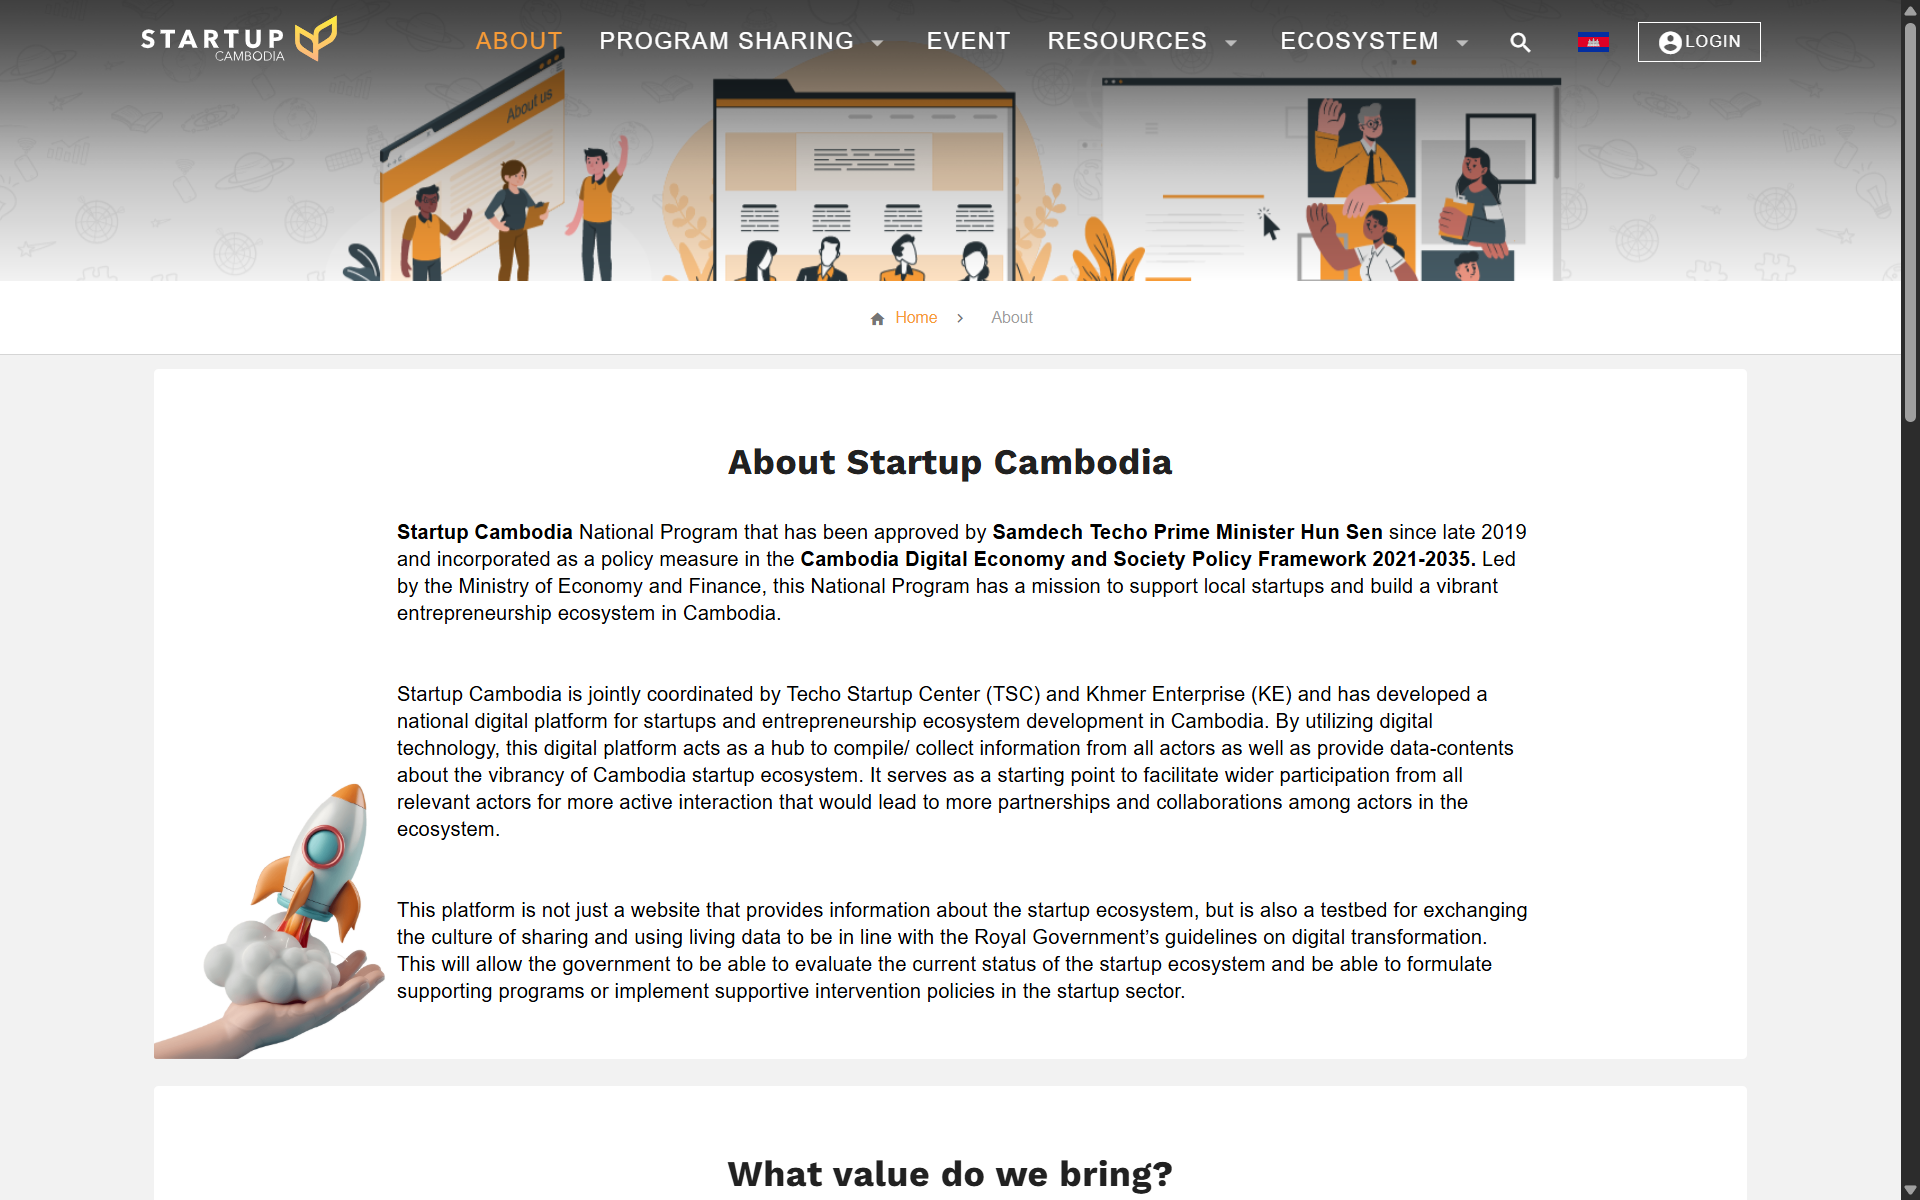 STARTUP
CAMBODIA
ABOUT
PROGRAM SHARING
EVENT
RESOURCES
ECOSYSTEM
LOGIN
About us
Home
About
About Startup Cambodia
Startup Cambodia National Program that has been approved by Samdech Techo Prime Minister Hun Sen since late 2019
and incorporated as a policy measure in the Cambodia Digital Economy and Society Policy Framework 2021-2035. Led
by the Ministry of Economy and Finance, this National Program has a mission to support local startups and build a vibrant
entrepreneurship ecosystem in Cambodia.
Startup Cambodia is jointly coordinated by Techo Startup Center (TSC) and Khmer Enterprise (KE) and has developed a
national digital platform for startups and entrepreneurship ecosystem development in Cambodia. By utilizing digital
technology, this digital platform acts as a hub to compile/ collect information from all actors as well as provide data-contents
about the vibrancy of Cambodia startup ecosystem. It serves as a starting point to facilitate wider participation from all
relevant actors for more active interaction that would lead to more partnerships and collaborations among actors in the
ecosystem.
This platform is not just a website that provides information about the startup ecosystem, but is also a testbed for exchanging
the culture of sharing and using living data to be in line with the Royal Government’s guidelines on digital transformation.
This will allow the government to be able to evaluate the current status of the startup ecosystem and be able to formulate
supporting programs or implement supportive intervention policies in the startup sector.
What value do we bring?